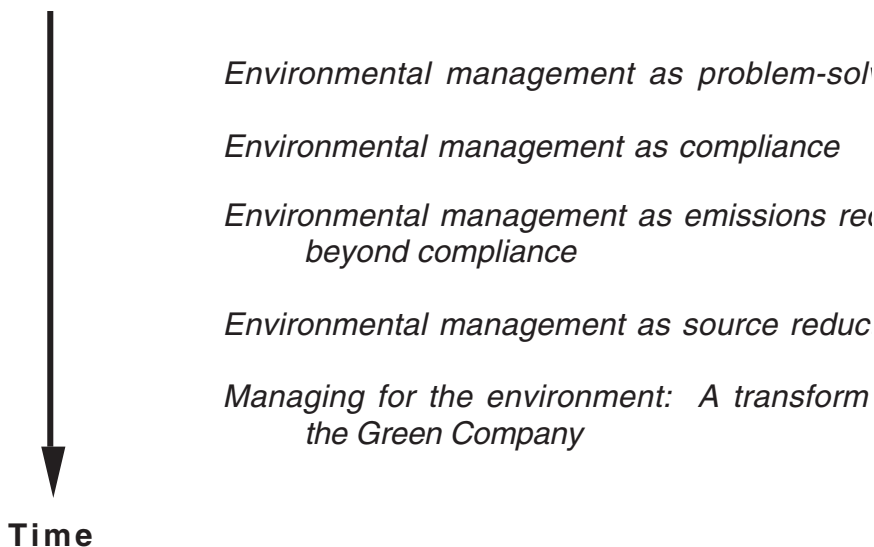 Environmental management as problem-solv
Environmental management as compliance
Environmental management as emissions rec
beyond compliance
Environmental management as source reduc
Managing for the environment: A transform
the Green Company
Time